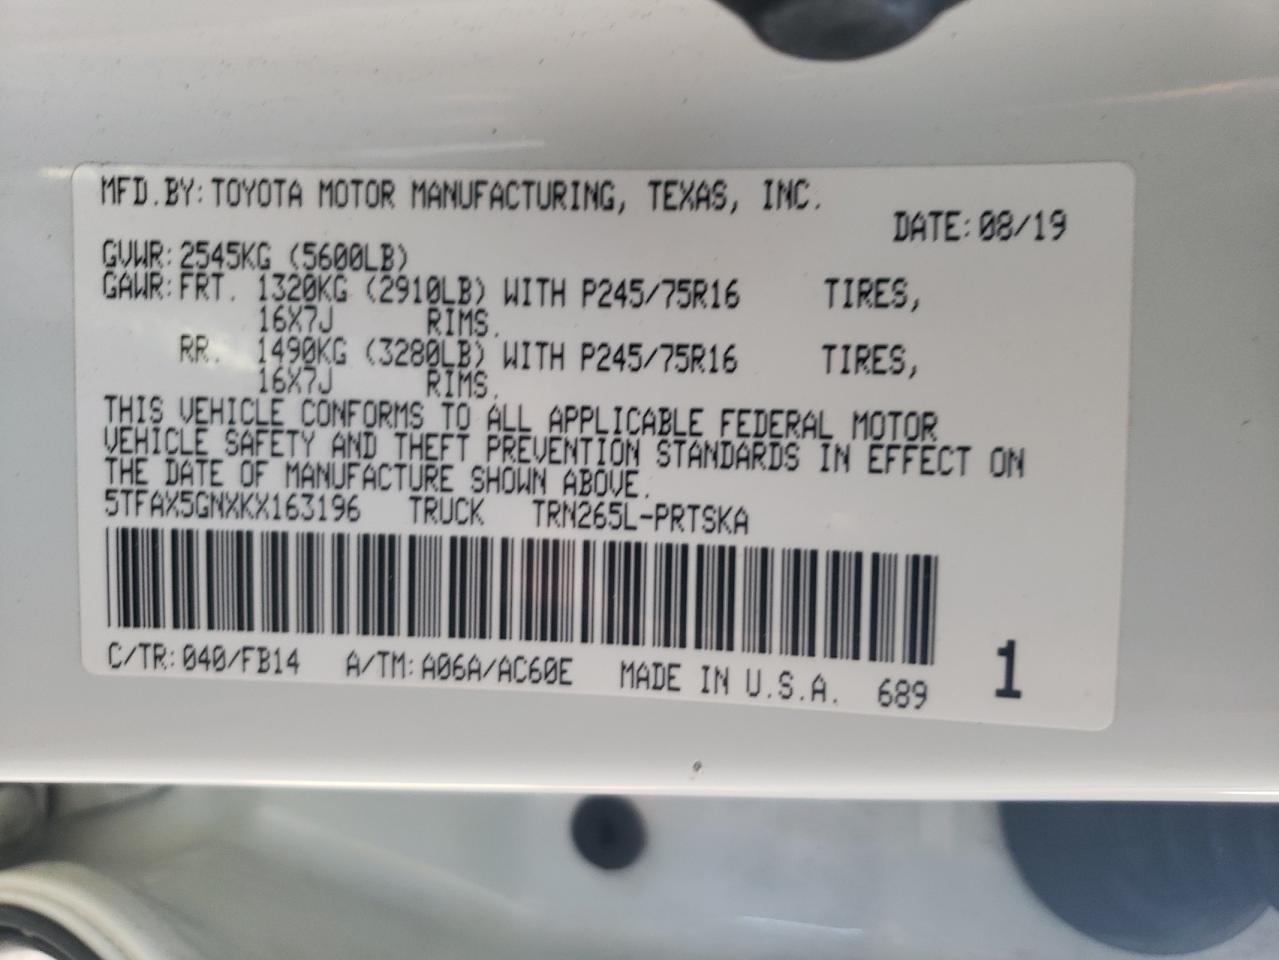 MFD.BY: TOYOTA MOTOR MANUFACTURING, TEXAS, INC.
DATE: 08/19
GVWR: 2545KG (5600LB)
GAWR: FRT. 1320KG (2910LB) WITH P245/75R16 TIRES,
16X7J RIMS.
RR. 1490KG (3280LB) WITH P245/75R16 TIRES,
16X7J RIMS.
THIS VEHICLE CONFORMS TO ALL APPLICABLE FEDERAL MOTOR
VEHICLE SAFETY AND THEFT PREVENTION STANDARDS IN EFFECT ON
THE DATE OF MANUFACTURE SHOWN ABOVE.
5TFAX5GNXKX163196 TRUCK TRN265L-PRTSKA
C/TR: 040/FB14 A/TM: A06A/AC60E MADE IN U.S.A. 689 1